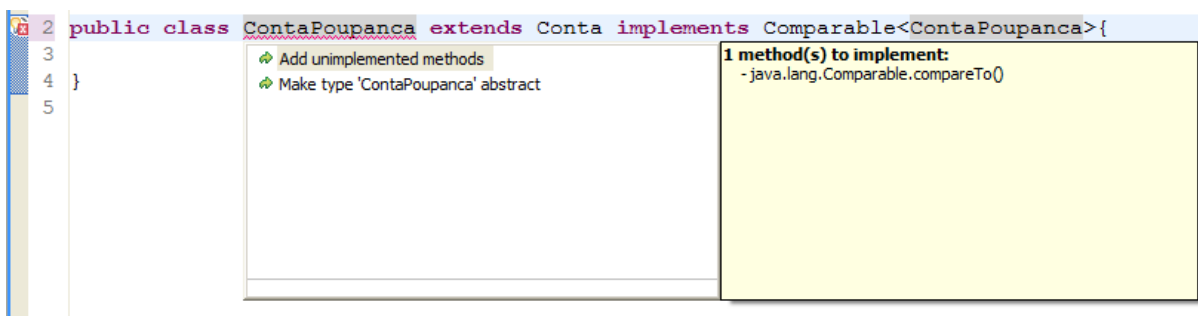 2 public class ContaPoupanca extends Conta implements Comparable<ContaPoupanca>{
3
4 }
5
Add unimplemented methods
Make type 'ContaPoupanca' abstract
1 method(s) to implement:
- java.lang.Comparable.compareTo()